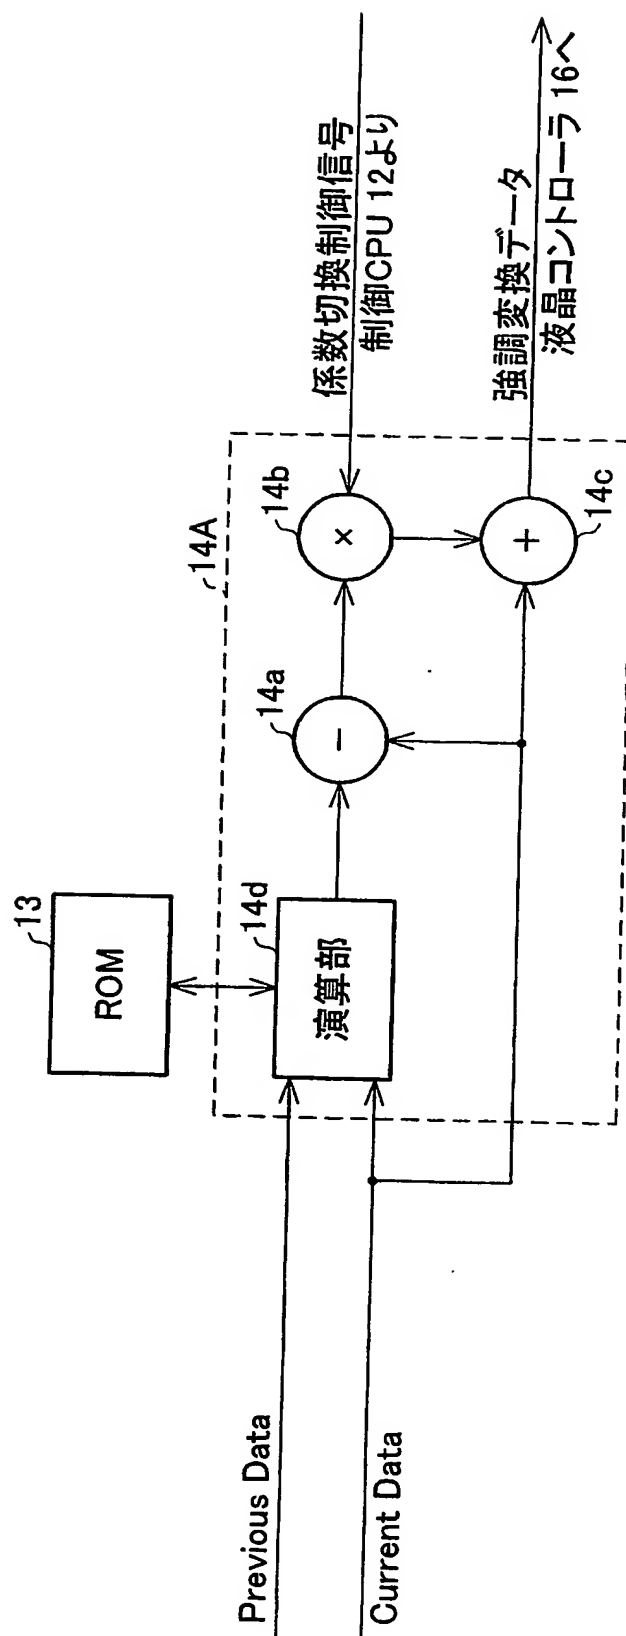 Previous Data
Current Data
13
ROM
14A
14d
演算部
14a
-
14b
×
14c
+
係数切換制御信号
制御CPU 12より
強調変換データ
液晶コントローラ 16へ